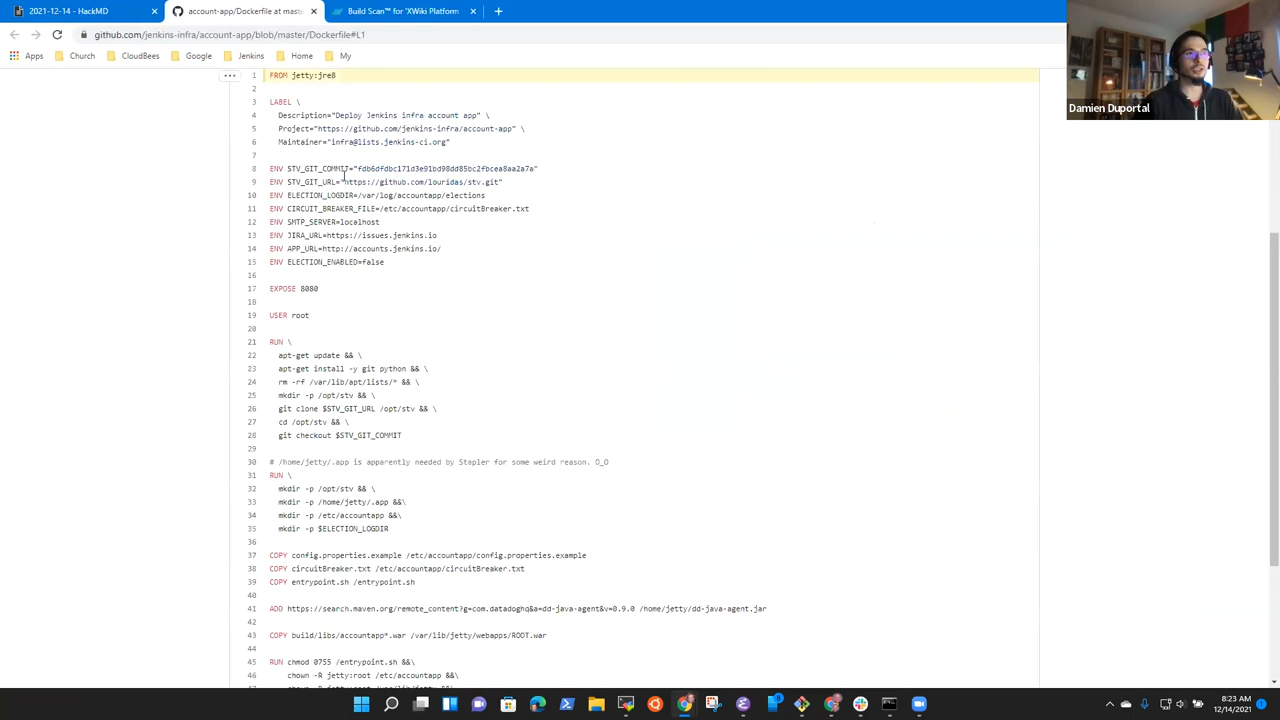 2021-12-14 - HackMD
account-app/Dockerfile at mast
Build Scan™ for 'XWiki Platform
github.com/jenkins-infra/account-app/blob/master/Dockerfile#L1
Apps Church CloudBees Google Jenkins Home My
Damien Duportal
1 FROM jetty:jre8
2
3 LABEL \
4 Description="Deploy Jenkins infra account app" \
5 Project="https://github.com/jenkins-infra/account-app" \
6 Maintainer="infra@lists.jenkins-ci.org"
7
8 ENV STV_GIT_COMMIT="fdb6dfdbc171d3e91bd98dd85bc2fbcea8aa2a7a"
9 ENV STV_GIT_URL="https://github.com/louridas/stv.git"
10 ENV ELECTION_LOGDIR=/var/log/accountapp/elections
11 ENV CIRCUIT_BREAKER_FILE=/etc/accountapp/circuitBreaker.txt
12 ENV SMTP_SERVER=localhost
13 ENV JIRA_URL=https://issues.jenkins.io
14 ENV APP_URL=http://accounts.jenkins.io/
15 ENV ELECTION_ENABLED=false
16
17 EXPOSE 8080
18
19 USER root
20
21 RUN \
22 apt-get update && \
23 apt-get install -y git python && \
24 rm -rf /var/lib/apt/lists/* && \
25 mkdir -p /opt/stv && \
26 git clone $STV_GIT_URL /opt/stv && \
27 cd /opt/stv && \
28 git checkout $STV_GIT_COMMIT
29
30 # /home/jetty/.app is apparently needed by Stapler for some weird reason. O_O
31 RUN \
32 mkdir -p /opt/stv && \
33 mkdir -p /home/jetty/.app &&\
34 mkdir -p /etc/accountapp &&\
35 mkdir -p $ELECTION_LOGDIR
36
37 COPY config.properties.example /etc/accountapp/config.properties.example
38 COPY circuitBreaker.txt /etc/accountapp/circuitBreaker.txt
39 COPY entrypoint.sh /entrypoint.sh
40
41 ADD https://search.maven.org/remote_content?g=com.datadoghq&a=dd-java-agent&v=0.9.0 /home/jetty/dd-java-agent.jar
42
43 COPY build/libs/accountapp*.war /var/lib/jetty/webapps/ROOT.war
44
45 RUN chmod 0755 /entrypoint.sh &&\
46 chown -R jetty:root /etc/accountapp &&\
8:23 AM
12/14/2021